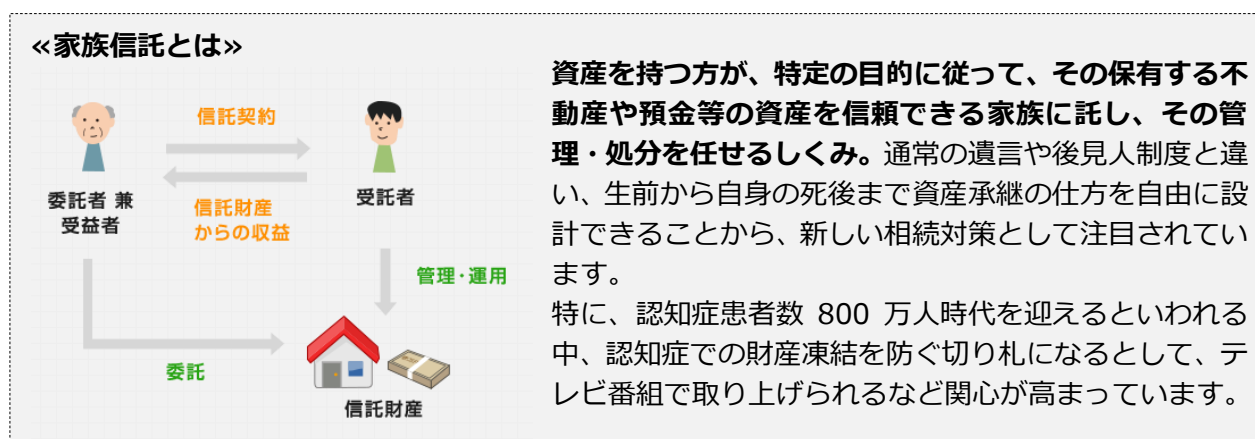 ≪家族信託とは≫
信託契約
委託者 兼
受益者
受託者
信託財産
からの収益
管理・運用
委託
信託財産
資産を持つ方が、特定の目的に従って、その保有する不
動産や預金等の資産を信頼できる家族に託し、その管
理・処分を任せるしくみ。通常の遺言や後見人制度と違
い、生前から自身の死後まで資産承継の仕方を自由に設
計できることから、新しい相続対策として注目されてい
ます。
特に、認知症患者数 800 万人時代を迎えるといわれる
中、認知症での財産凍結を防ぐ切り札になるとして、テ
レビ番組で取り上げられるなど関心が高まっています。